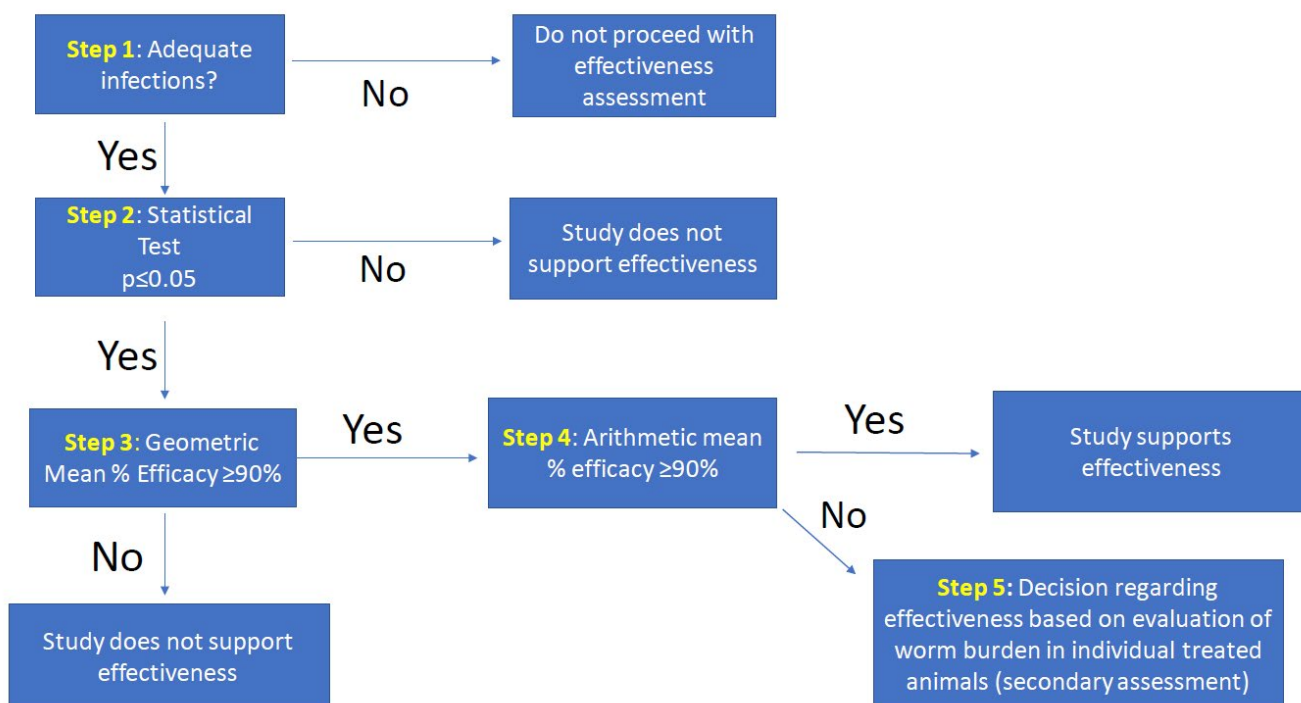 Step 1: Adequate
infections?
No
Do not proceed with
effectiveness
assessment
Yes
Step 2: Statistical
Test
p≤0.05
No
Study does not
support effectiveness
Yes
Step 3: Geometric
Mean % Efficacy ≥90%
Yes
Step 4: Arithmetic mean
% efficacy ≥90%
Yes
Study supports
effectiveness
No
No
Study does not support
effectiveness
Step 5: Decision regarding
effectiveness based on evaluation of
worm burden in individual treated
animals (secondary assessment)